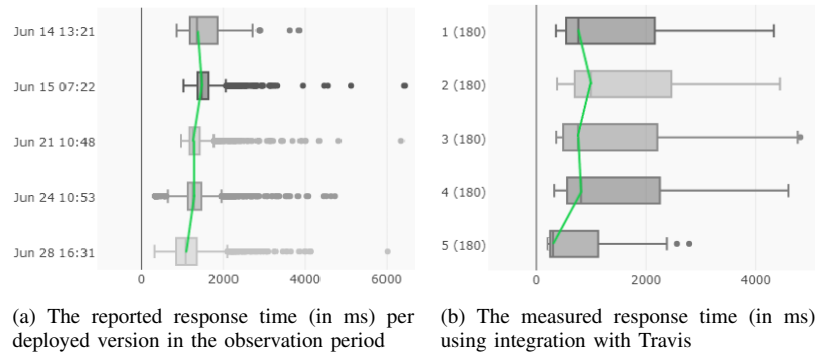 Jun 14 13:21
Jun 15 07:22
Jun 21 10:48
Jun 24 10:53
Jun 28 16:31
0 2000 4000 6000
1 (180)
2 (180)
3 (180)
4 (180)
5 (180)
0 2000 4000
(a) The reported response time (in ms) per
deployed version in the observation period
(b) The measured response time (in ms)
using integration with Travis